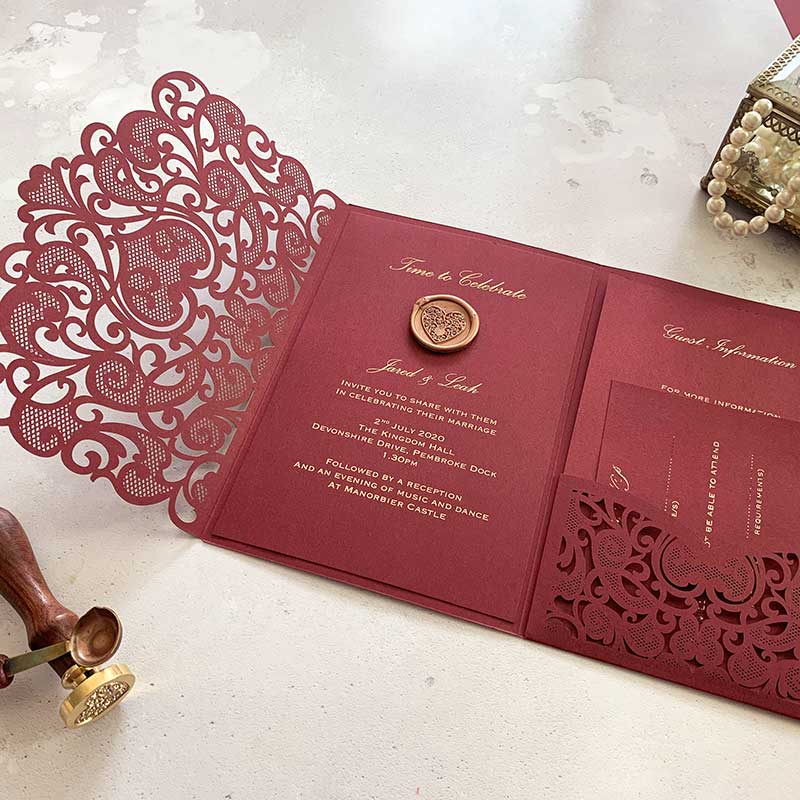 Time to Celebrate
Jared & Leah
Invite you to share with them
in celebrating their marriage
2nd July 2020
The Kingdom Hall
Devonshire Drive, Pembroke Dock
1.30pm
Followed by a reception
and an evening of music and dance
at Manorbier Castle
Guest Information
For more information
be able to attend
requirements)